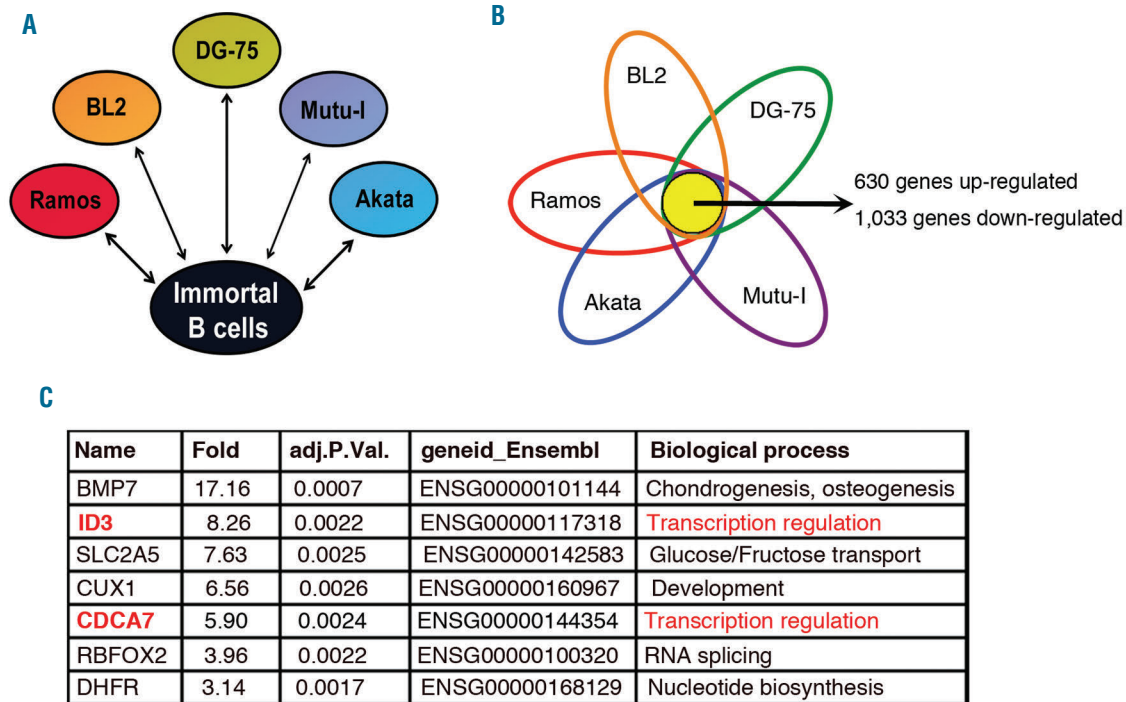 A
DG-75
BL2
Mutu-I
Ramos
Akata
Immortal
B cells
B
BL2
DG-75
Ramos
630 genes up-regulated
1,033 genes down-regulated
Akata
Mutu-I
C
Name Fold adj.P.Val. geneid_Ensembl Biological process
BMP7 17.16 0.0007 ENSG00000101144 Chondrogenesis, osteogenesis
ID3 8.26 0.0022 ENSG00000117318 Transcription regulation
SLC2A5 7.63 0.0025 ENSG00000142583 Glucose/Fructose transport
CUX1 6.56 0.0026 ENSG00000160967 Development
CDCA7 5.90 0.0024 ENSG00000144354 Transcription regulation
RBFOX2 3.96 0.0022 ENSG00000100320 RNA splicing
DHFR 3.14 0.0017 ENSG00000168129 Nucleotide biosynthesis